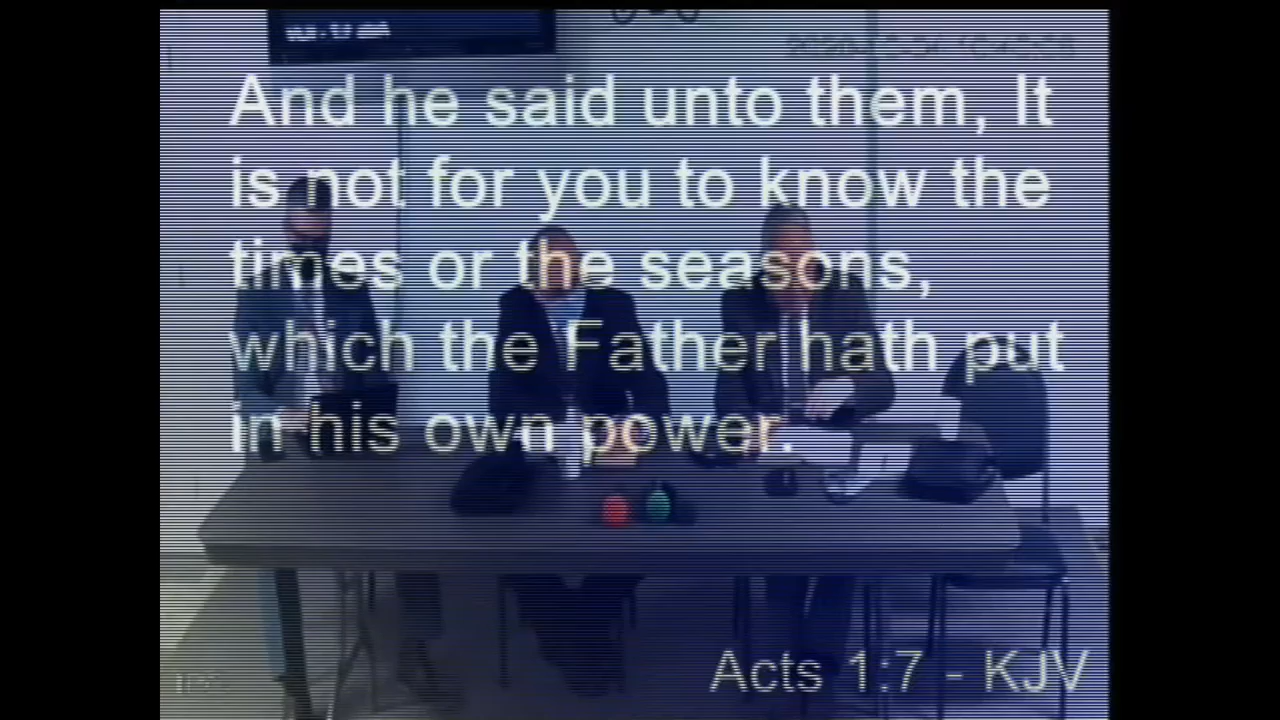 And he said unto them, It
is not for you to know the
times or the seasons,
which the Father hath put
in his own power.
Acts 1:7 - KJV